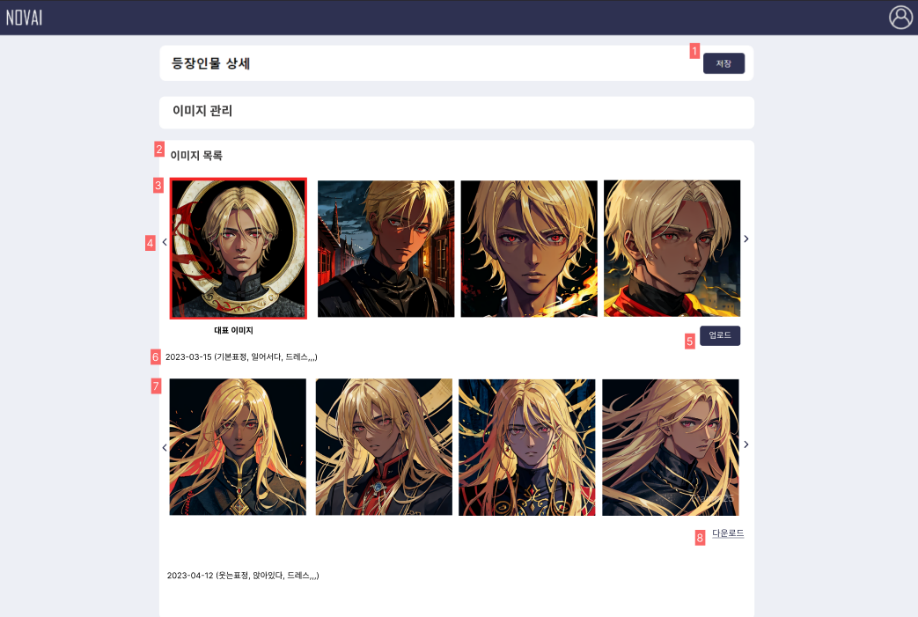 NOVAI
1
등장인물 상세
저장
이미지 관리
2
이미지 목록
3
4
대표 이미지
5
업로드
6
2023-03-15 (기본표정, 일어서다, 드레스,,,)
7
8
다운로드
2023-04-12 (웃는표정, 앉아있다, 드레스,,,)